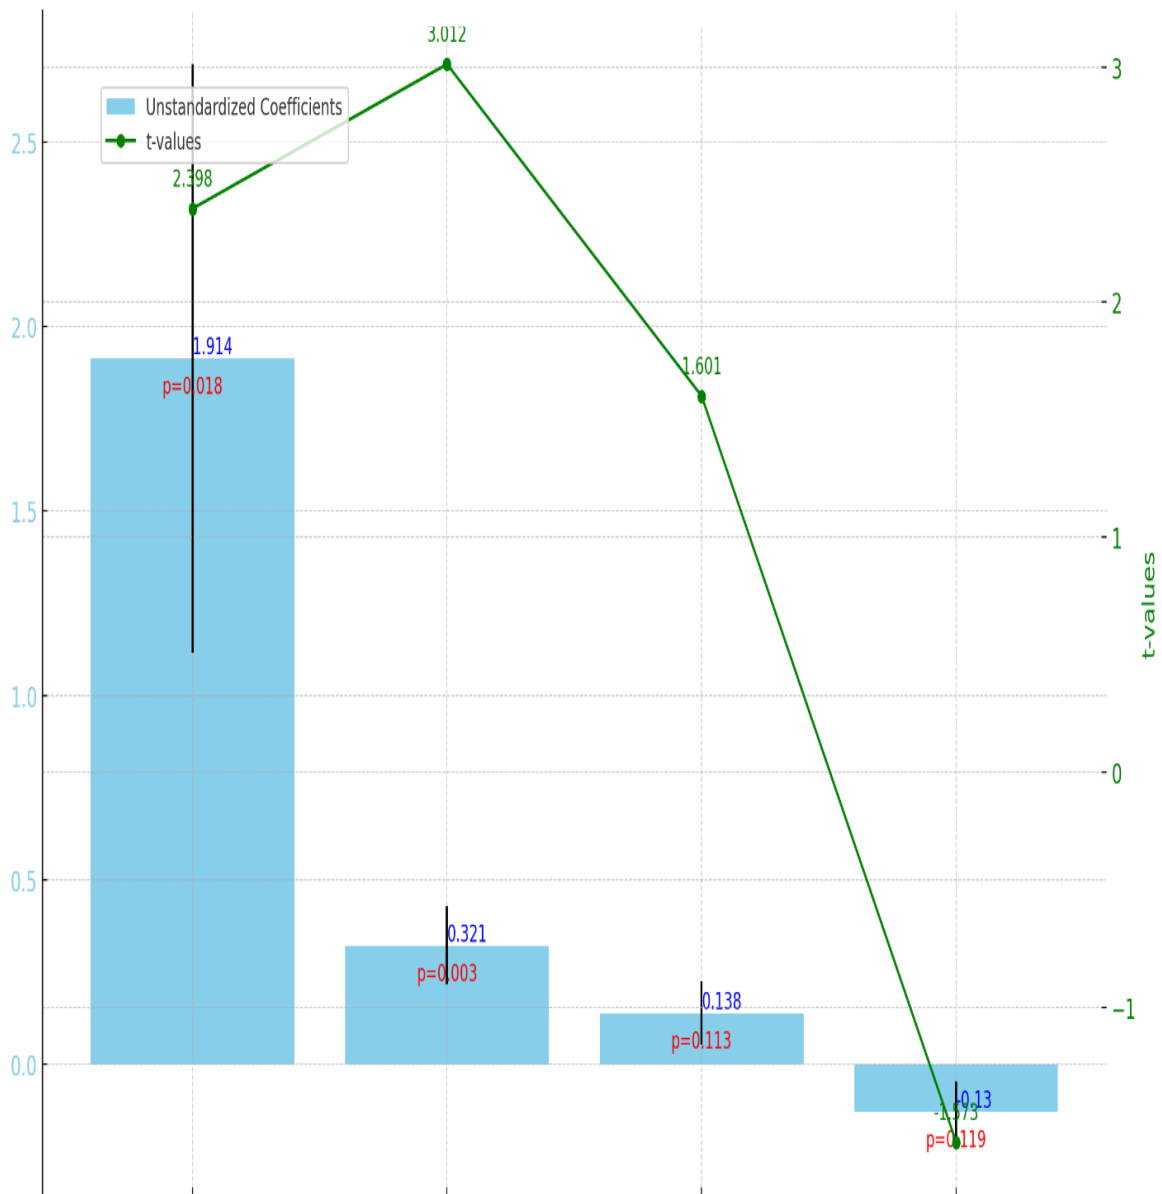 3.012
3
Unstandardized Coefficients
t-values
2.5
2.398
2
2.0
1.914
p=0.018
1.601
1.5
1
t-values
1.0
0
0.5
0.321
p=0.003
0.138
-1
p=0.113
0.0
-0.13
-1.573
p=0.119